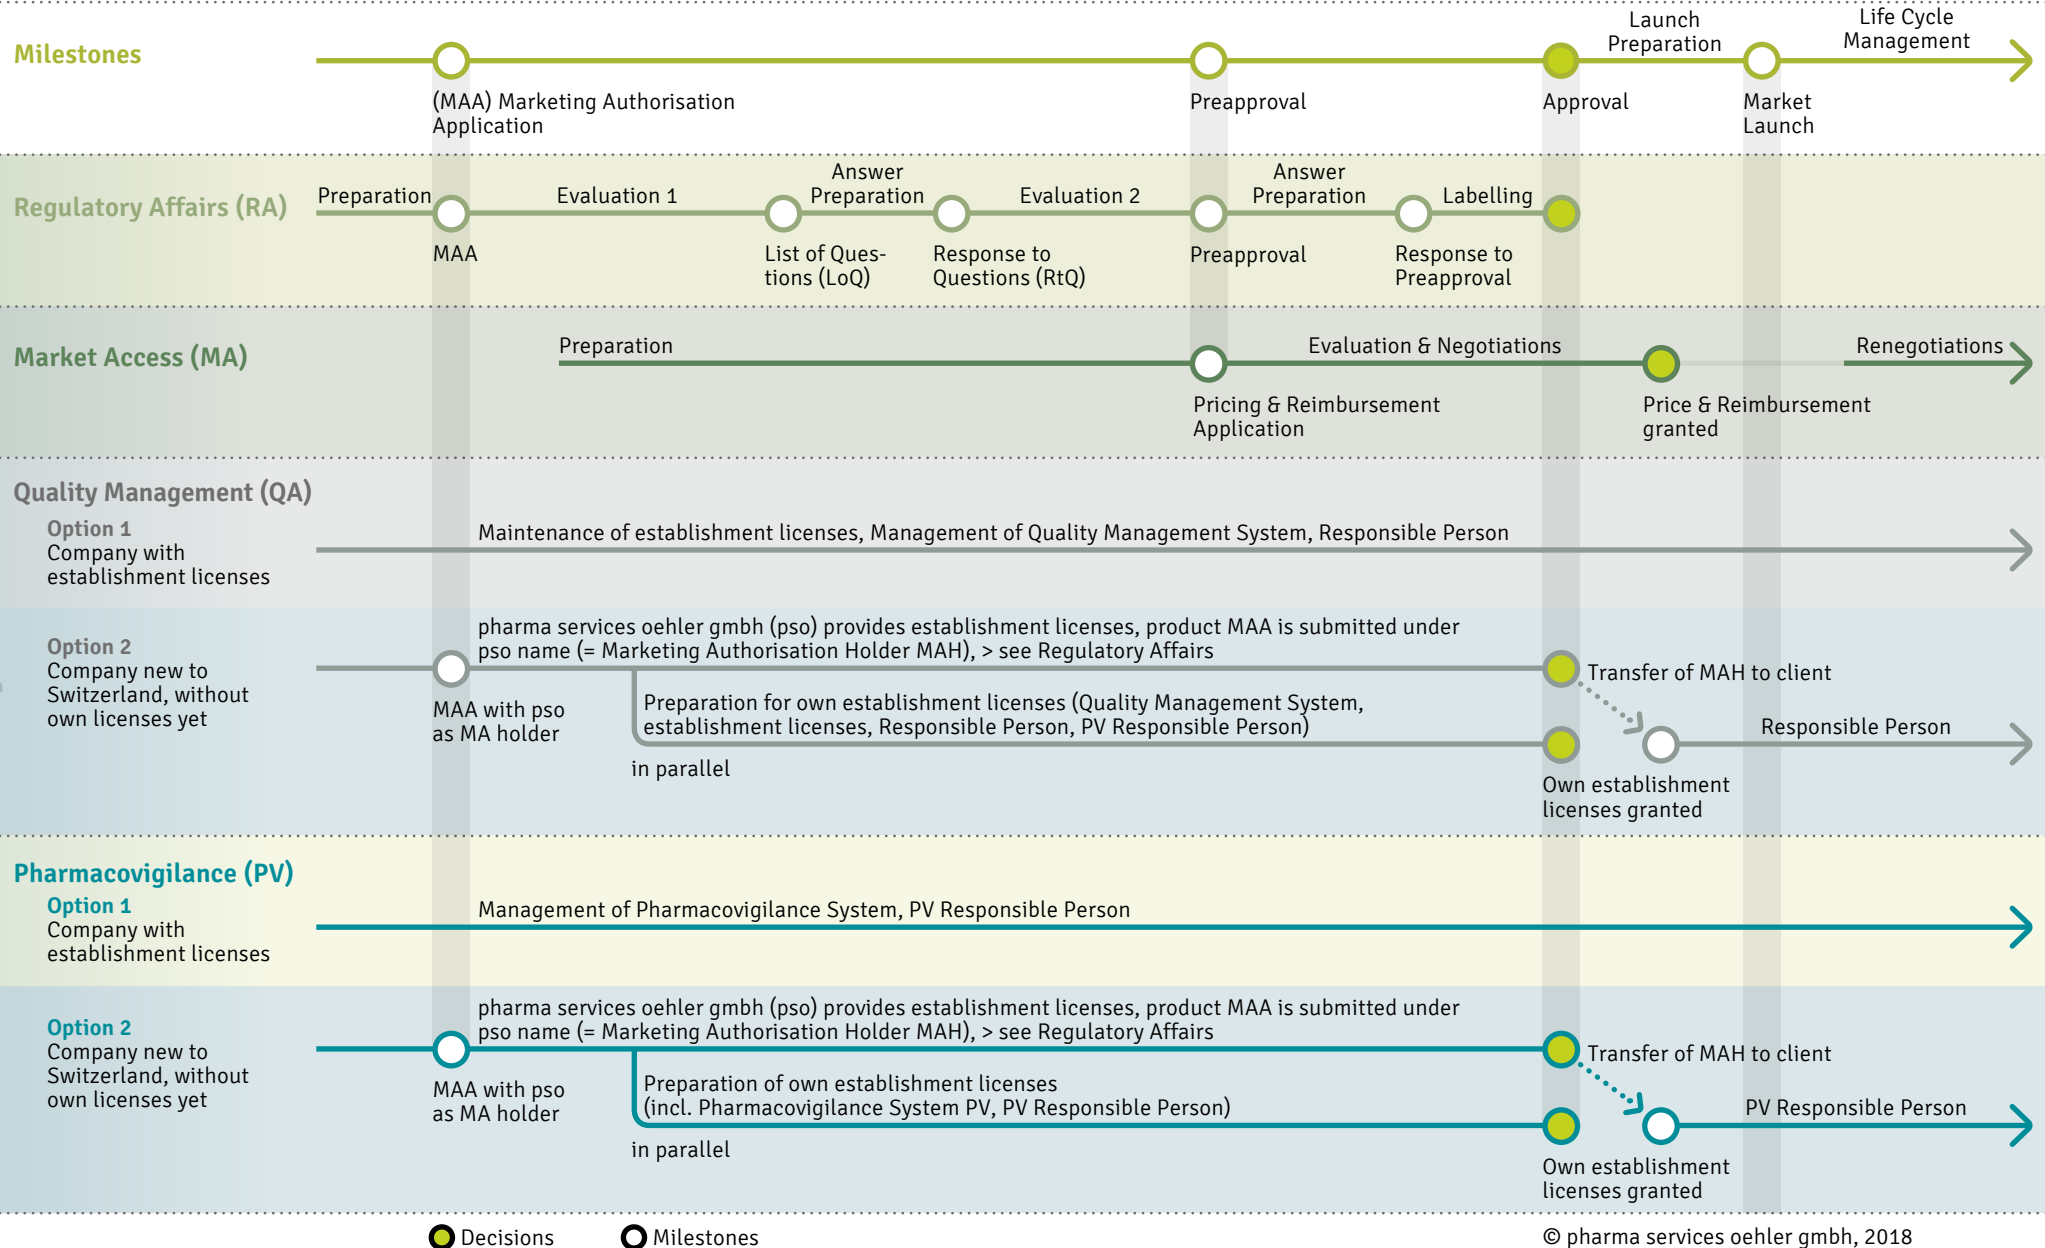 Launch
Preparation
Life Cycle
Management
Milestones
(MAA) Marketing Authorisation
Application
Preapproval
Approval
Market
Launch
Regulatory Affairs (RA)
Preparation
Evaluation 1
Answer
Preparation
Evaluation 2
Answer
Preparation
Labelling
MAA
List of Ques-
tions (LoQ)
Response to
Questions (RtQ)
Preapproval
Response to
Preapproval
Market Access (MA)
Preparation
Evaluation & Negotiations
Renegotiations
Pricing & Reimbursement
Application
Price & Reimbursement
granted
Quality Management (QA)
Option 1
Company with
establishment licenses
Maintenance of establishment licenses, Management of Quality Management System, Responsible Person
Option 2
Company new to
Switzerland, without
own licenses yet
pharma services oehler gmbh (pso) provides establishment licenses, product MAA is submitted under
pso name (= Marketing Authorisation Holder MAH), > see Regulatory Affairs
MAA with pso
as MA holder
Preparation for own establishment licenses (Quality Management System,
establishment licenses, Responsible Person, PV Responsible Person)
in parallel
Transfer of MAH to client
Responsible Person
Own establishment
licenses granted
Pharmacovigilance (PV)
Option 1
Company with
establishment licenses
Management of Pharmacovigilance System, PV Responsible Person
Option 2
Company new to
Switzerland, without
own licenses yet
pharma services oehler gmbh (pso) provides establishment licenses, product MAA is submitted under
pso name (= Marketing Authorisation Holder MAH), > see Regulatory Affairs
MAA with pso
as MA holder
Preparation of own establishment licenses
(incl. Pharmacovigilance System PV, PV Responsible Person)
in parallel
Transfer of MAH to client
PV Responsible Person
Own establishment
licenses granted
Decisions
Milestones
© pharma services oehler gmbh, 2018